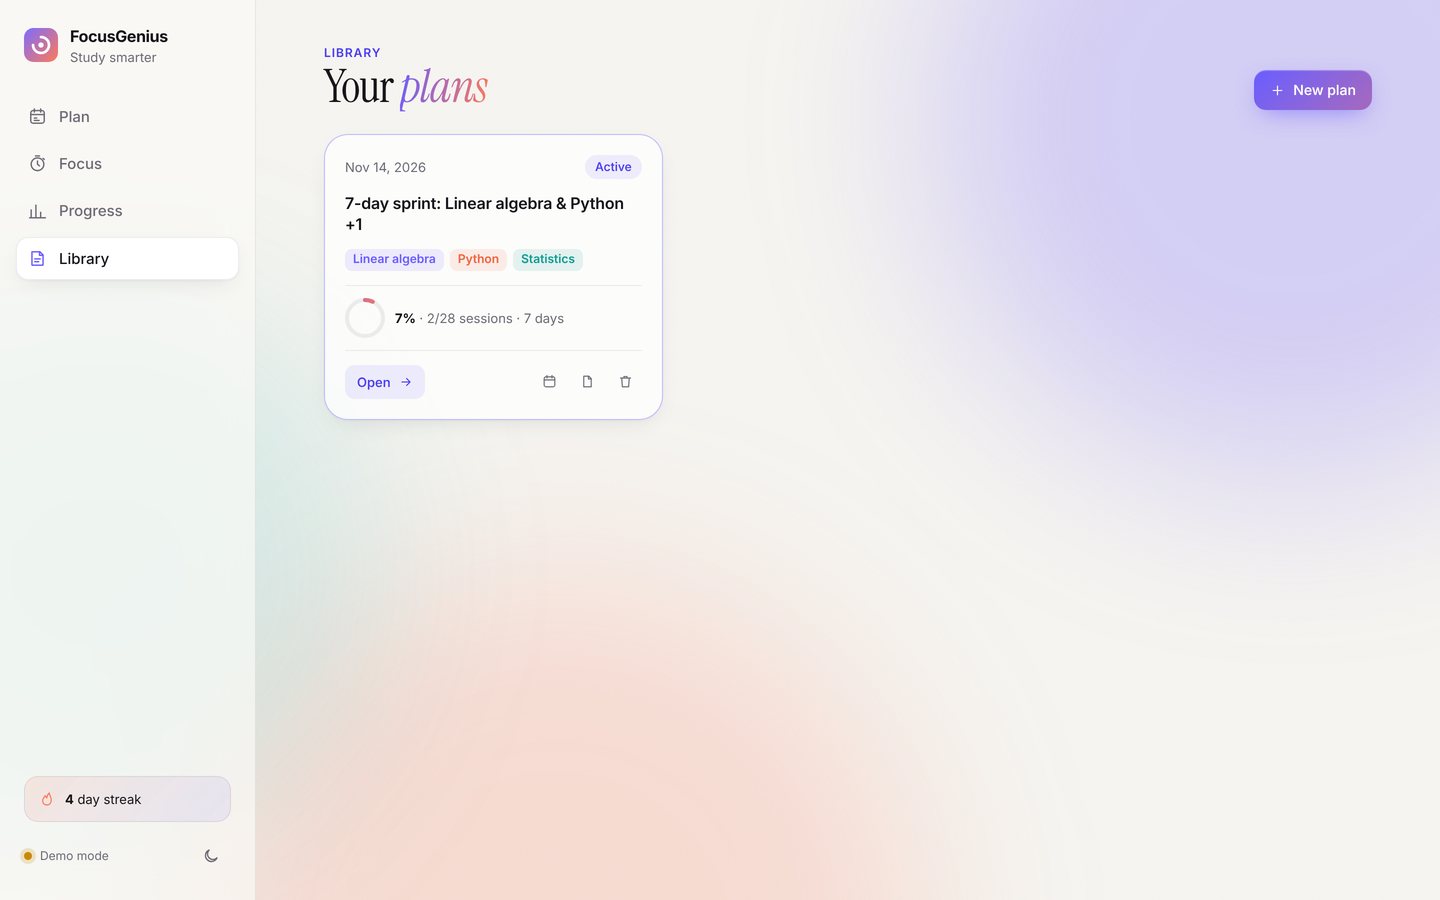 FocusGenius
Study smarter
Plan
Focus
Progress
Library
4 day streak
Demo mode
LIBRARY
Your plans
New plan
Nov 14, 2026
Active
7-day sprint: Linear algebra & Python
+1
Linear algebra Python Statistics
7% · 2/28 sessions · 7 days
Open